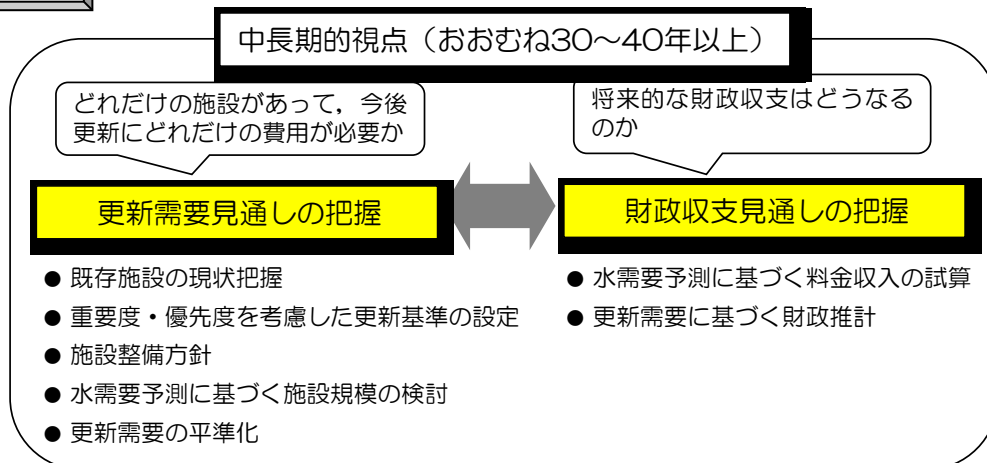 中長期的視点（おおむね30～40年以上）
どれだけの施設があって，今後
更新にどれだけの費用が必要か
将来的な財政収支はどうなる
のか
更新需要見通しの把握
財政収支見通しの把握
● 既存施設の現状把握
● 重要度・優先度を考慮した更新基準の設定
● 施設整備方針
● 水需要予測に基づく施設規模の検討
● 更新需要の平準化
● 水需要予測に基づく料金収入の試算
● 更新需要に基づく財政推計